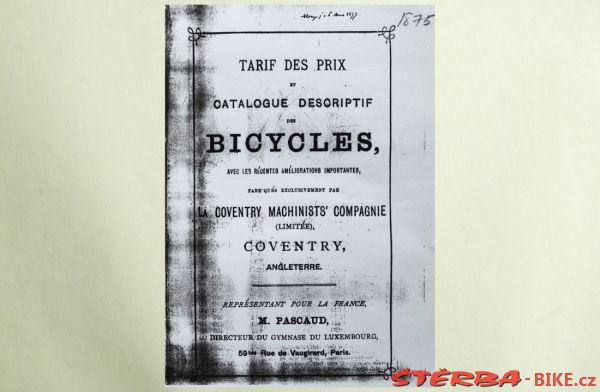 1875
TARIF DES PRIX
ET
CATALOGUE DESCRIPTIF
DES
BICYCLES,
AVEC LES RÉCENTES AMÉLIORATIONS IMPORTANTES,
FABRIQUÉS EXCLUSIVEMENT PAR
LA COVENTRY MACHINISTS' COMPAGNIE
(LIMITÉE),
COVENTRY,
ANGLETERRE.
REPRÉSENTANT POUR LA FRANCE,
M. PASCAUD,
DIRECTEUR DU GYMNASE DU LUXEMBOURG,
59bis Rue de Vaugirard, Paris.
ŠTĚRBA-BIKE.cz